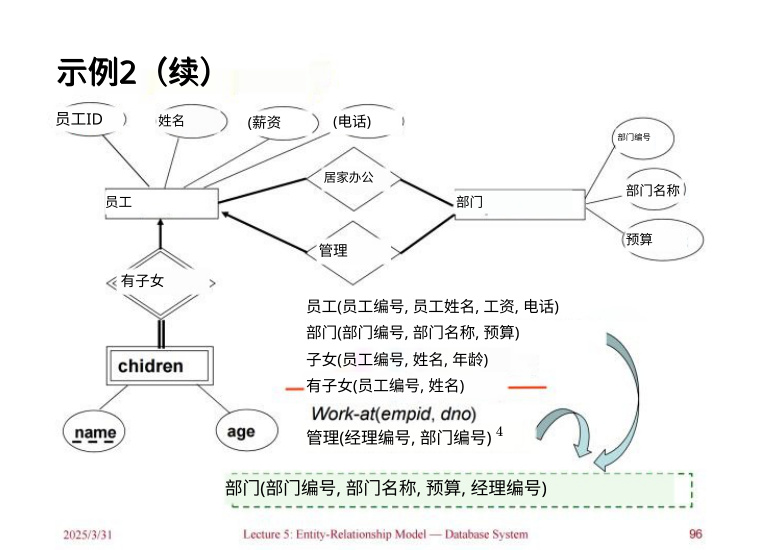 示例2（续）
员工ID
姓名
(薪资
(电话)
部门编号
部门名称
预算
员工
居家办公
部门
管理
有子女
chidren
name
age
员工(员工编号, 员工姓名, 工资, 电话)
部门(部门编号, 部门名称, 预算)
子女(员工编号, 姓名, 年龄)
有子女(员工编号, 姓名)
Work-at(empid, dno)
管理(经理编号, 部门编号) 4
部门(部门编号, 部门名称, 预算, 经理编号)
2025/3/31
Lecture 5: Entity-Relationship Model — Database System
96